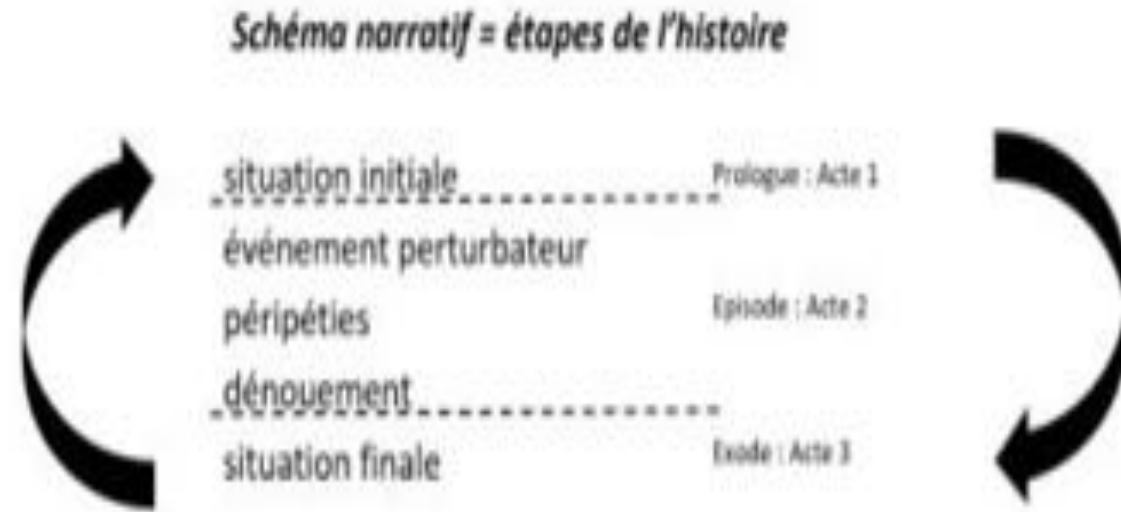 Schéma narratif = étapes de l'histoire
situation initiale Prologue : Acte 1
événement perturbateur
péripéties Episode : Acte 2
dénouement
situation finale Exode : Acte 3